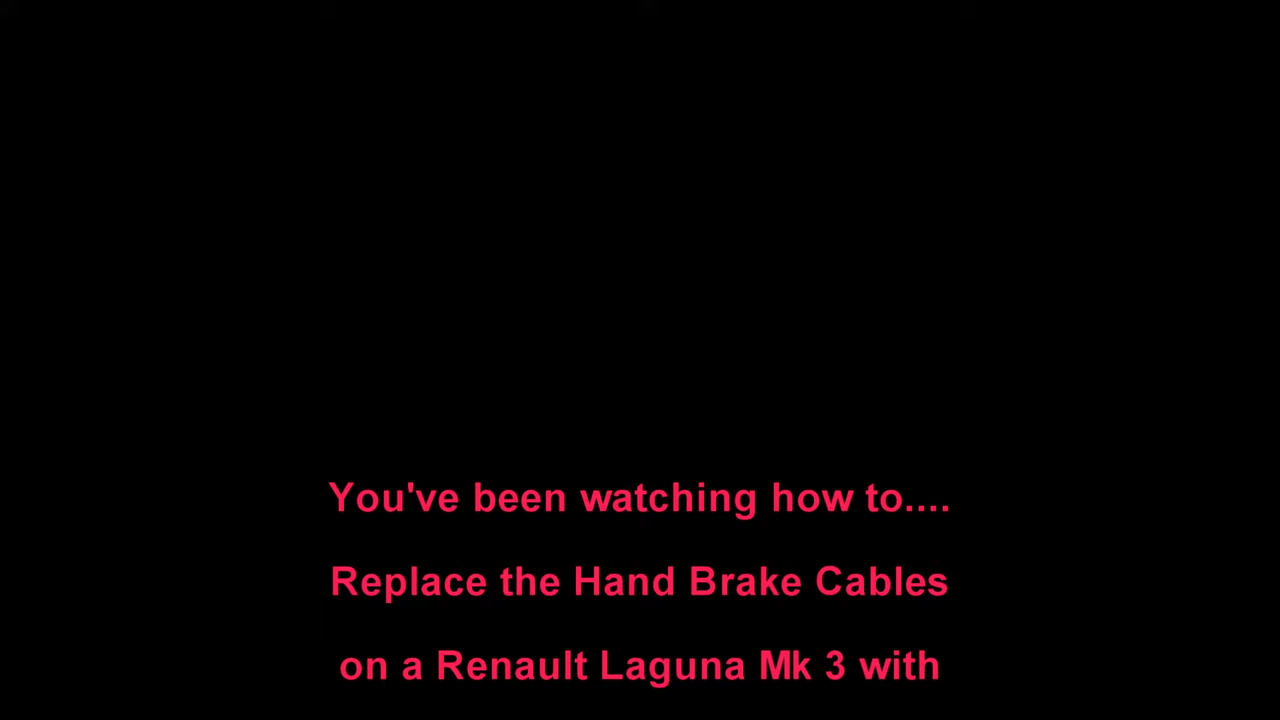 You've been watching how to....
Replace the Hand Brake Cables
on a Renault Laguna Mk 3 with